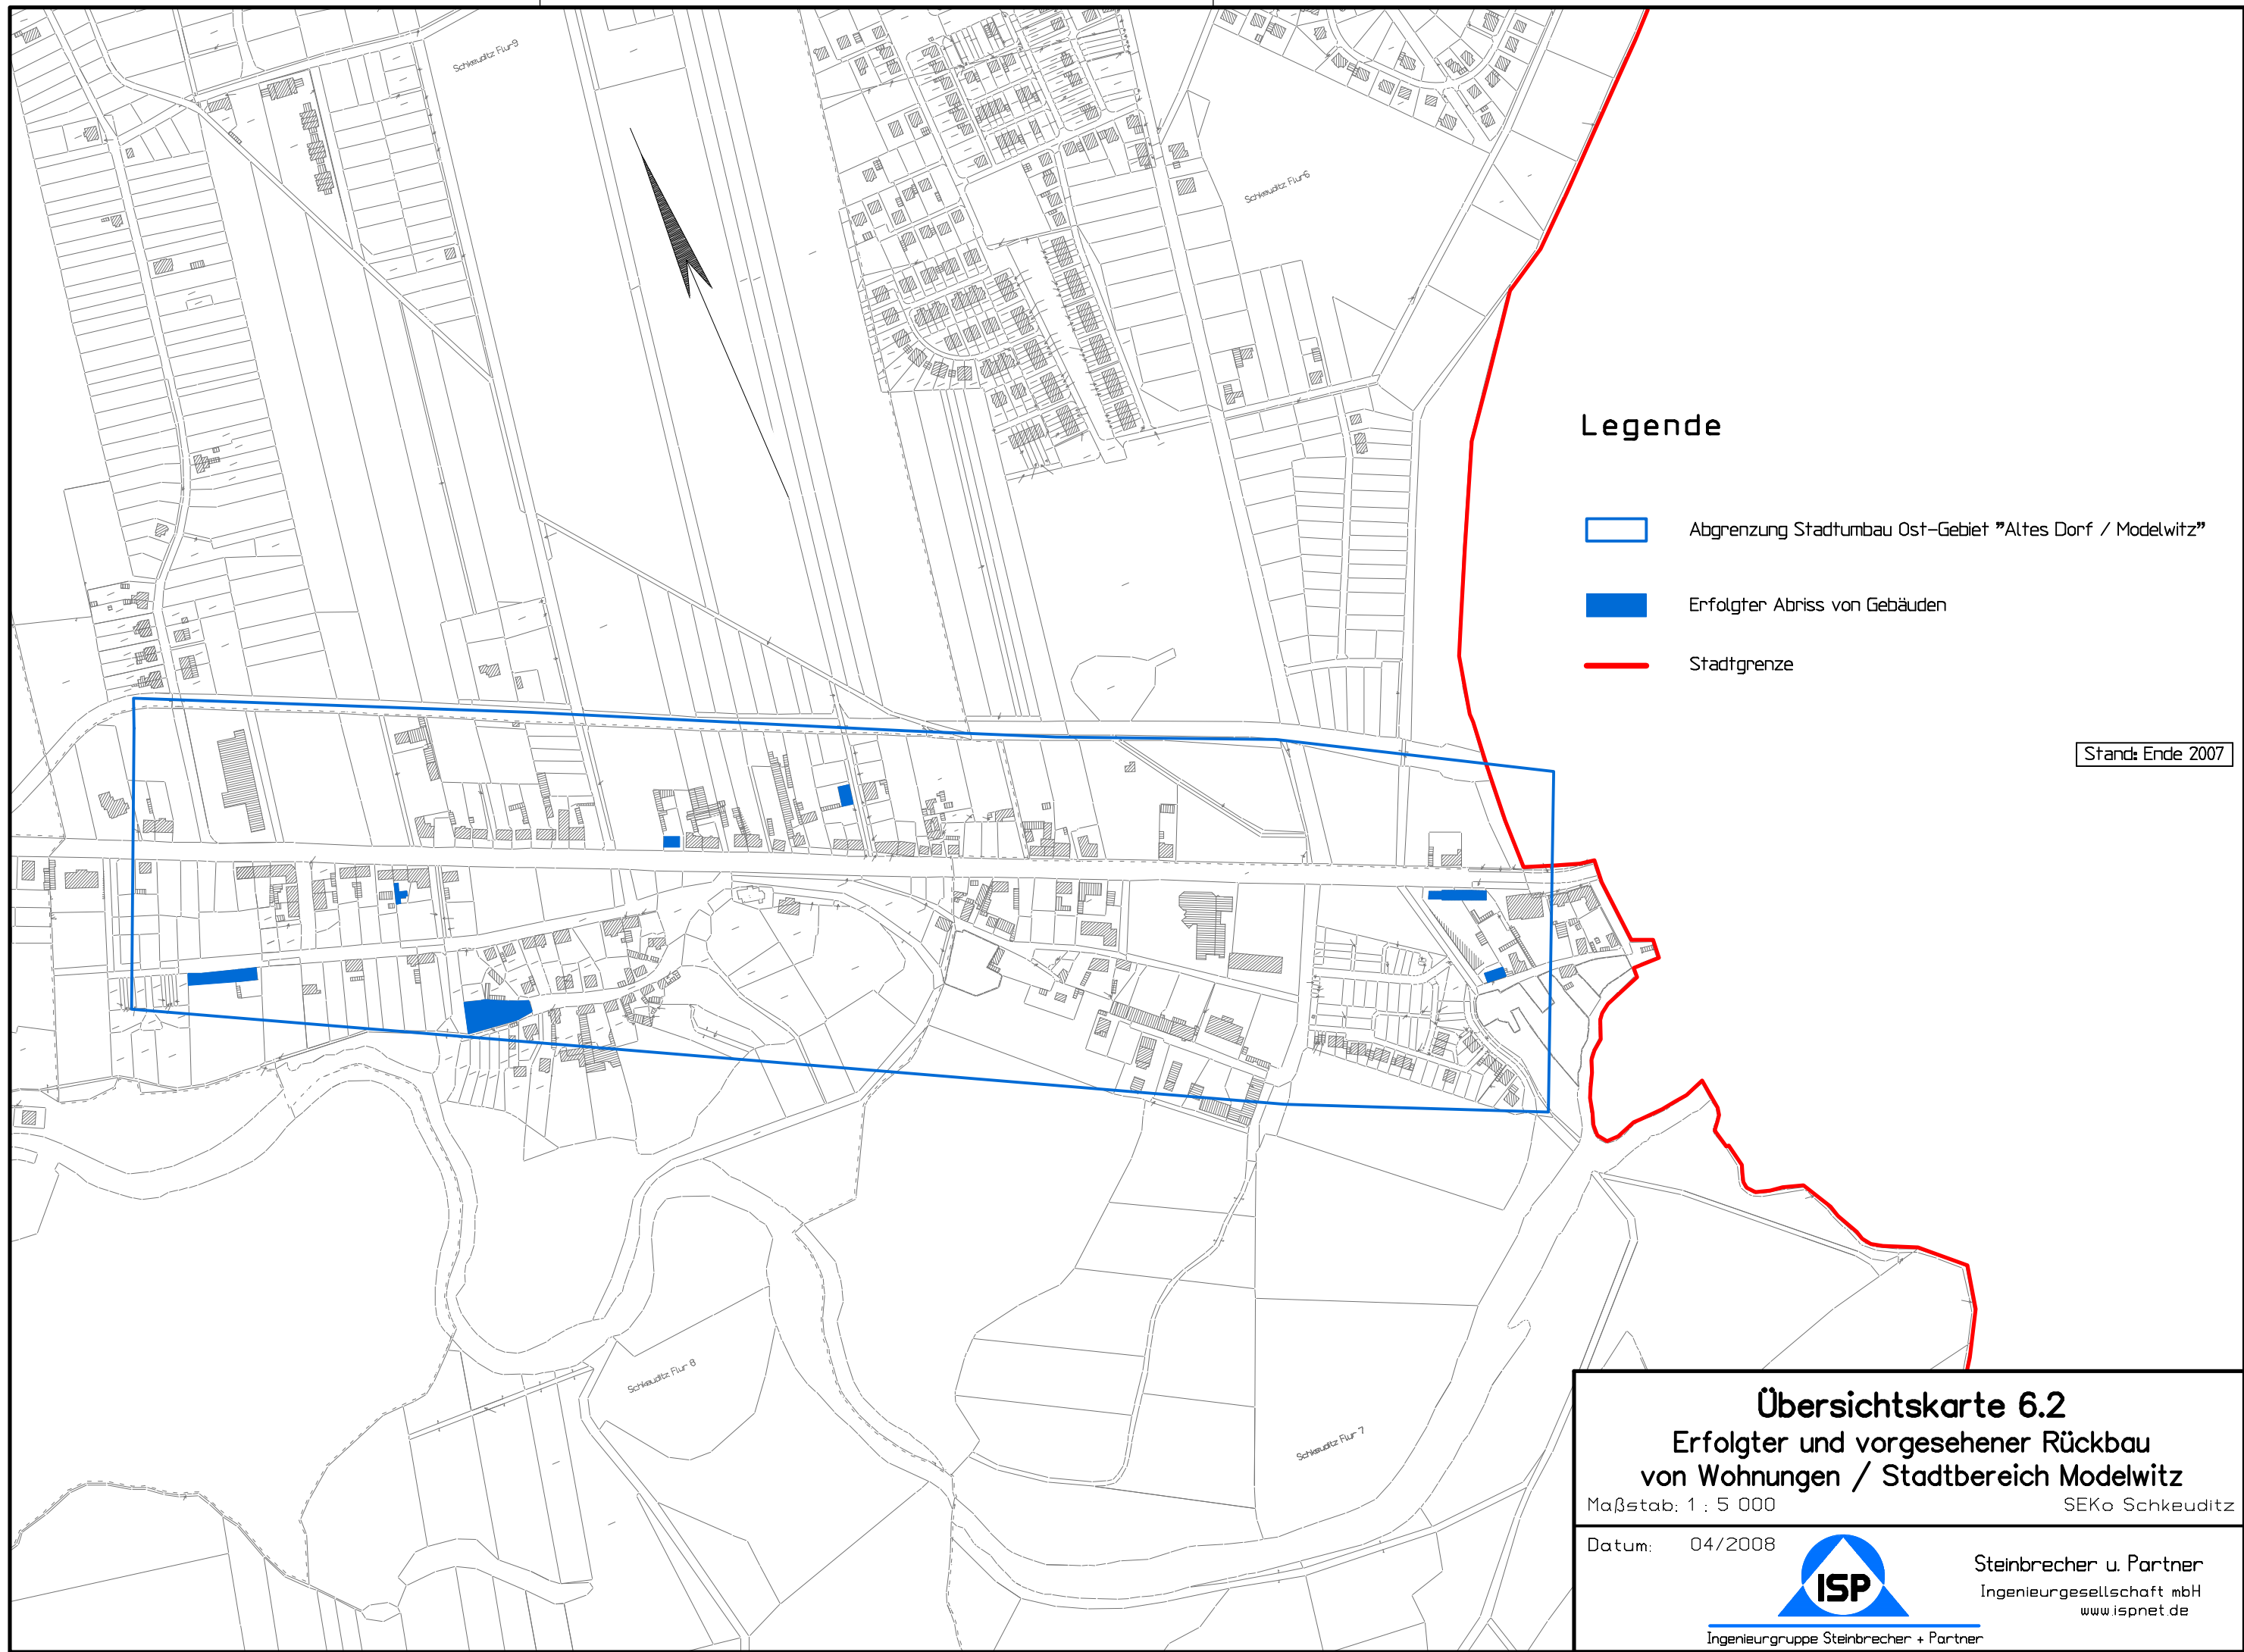 Schkeuditz Flur 9
Schkeuditz Flur 6
Legende
Abgrenzung Stadtumbau Ost-Gebiet "Altes Dorf / Modelwitz"
Erfolgter Abriss von Gebäuden
Stadtgrenze
Stand: Ende 2007
Schkeuditz Flur 8
Schkeuditz Flur 7
Übersichtskarte 6.2
Erfolgter und vorgesehener Rückbau
von Wohnungen / Stadtbereich Modelwitz
Maßstab: 1 : 5 000 SEKo Schkeuditz
Datum: 04/2008
ISP
Ingenieurgruppe Steinbrecher + Partner
Steinbrecher u. Partner
Ingenieurgesellschaft mbH
www.ispnet.de